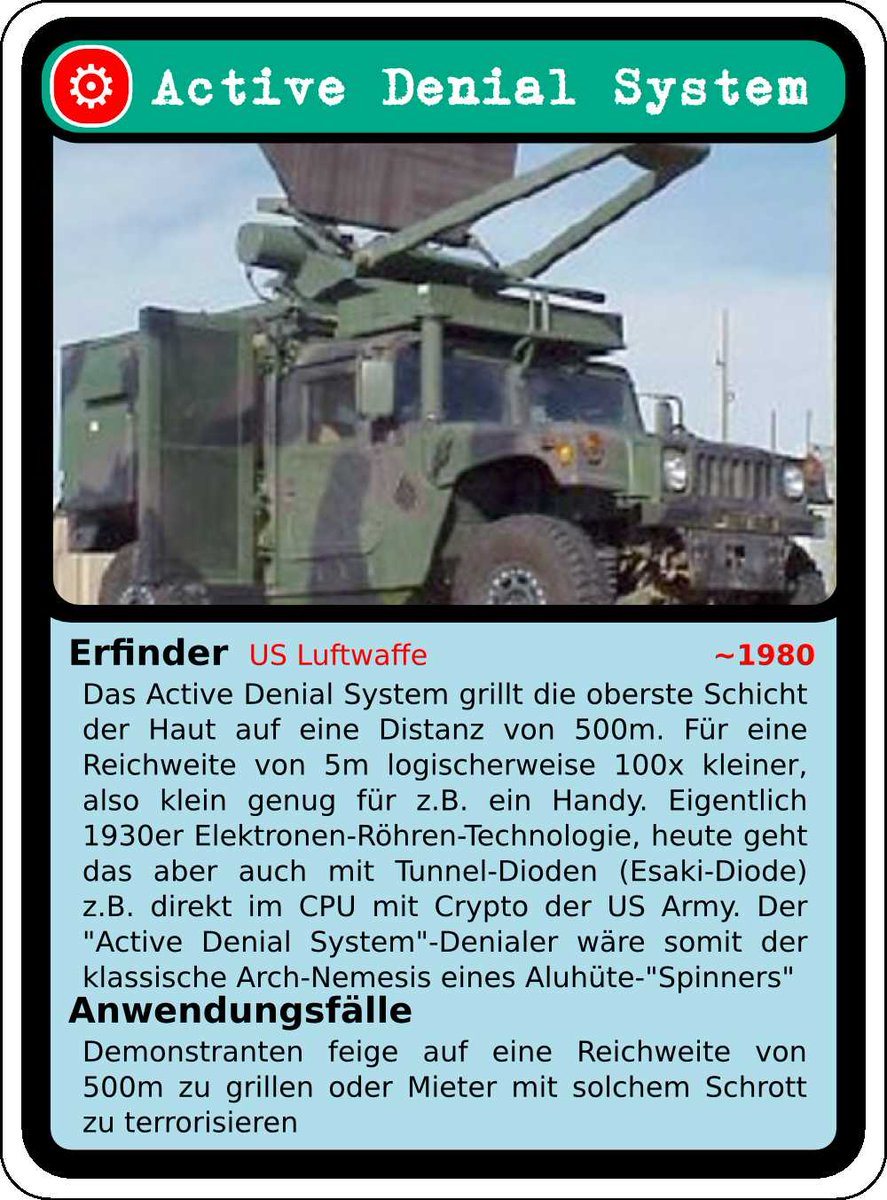 Active Denial System
Erfinder US Luftwaffe ~1980
Das Active Denial System grillt die oberste Schicht
der Haut auf eine Distanz von 500m. Für eine
Reichweite von 5m logischerweise 100x kleiner,
also klein genug für z.B. ein Handy. Eigentlich
1930er Elektronen-Röhren-Technologie, heute geht
das aber auch mit Tunnel-Dioden (Esaki-Diode)
z.B. direkt im CPU mit Crypto der US Army. Der
"Active Denial System"-Denialer wäre somit der
klassische Arch-Nemesis eines Aluhüte-"Spinners"
Anwendungsfälle
Demonstranten feige auf eine Reichweite von
500m zu grillen oder Mieter mit solchem Schrott
zu terrorisieren